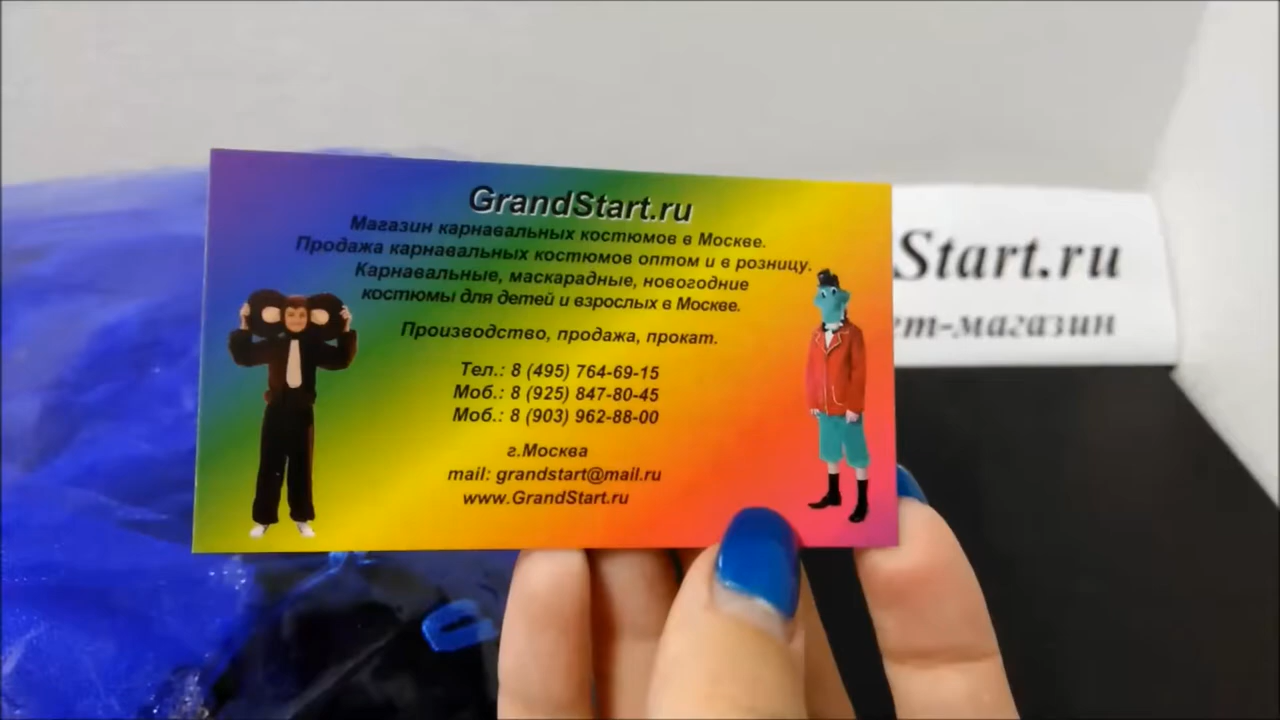 GrandStart.ru
Магазин карнавальных костюмов в Москве.
Продажа карнавальных костюмов оптом и в розницу.
Карнавальные, маскарадные, новогодние
костюмы для детей и взрослых в Москве.
Производство, продажа, прокат.
Тел.: 8 (495) 764-69-15
Моб.: 8 (925) 847-80-45
Моб.: 8 (903) 962-88-00
г.Москва
mail: grandstart@mail.ru
www.GrandStart.ru
Start.ru
ет-магазин